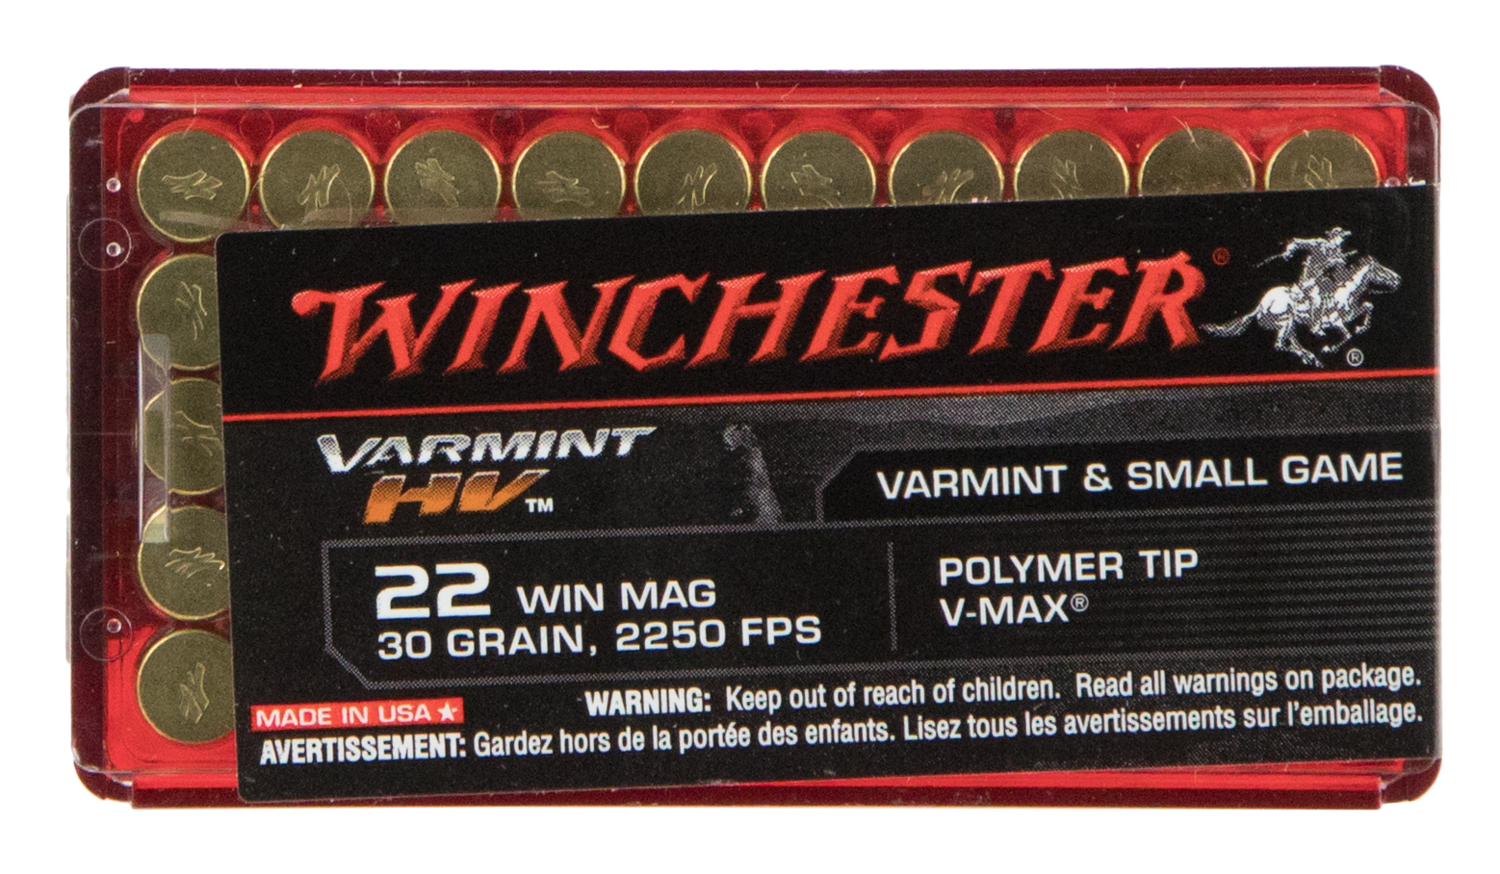 WINCHESTER®
®
VARMINT
HV™
VARMINT & SMALL GAME
22 WIN MAG
30 GRAIN, 2250 FPS
POLYMER TIP
V-MAX®
MADE IN USA★
WARNING: Keep out of reach of children. Read all warnings on package.
AVERTISSEMENT: Gardez hors de la portée des enfants. Lisez tous les avertissements sur l'emballage.